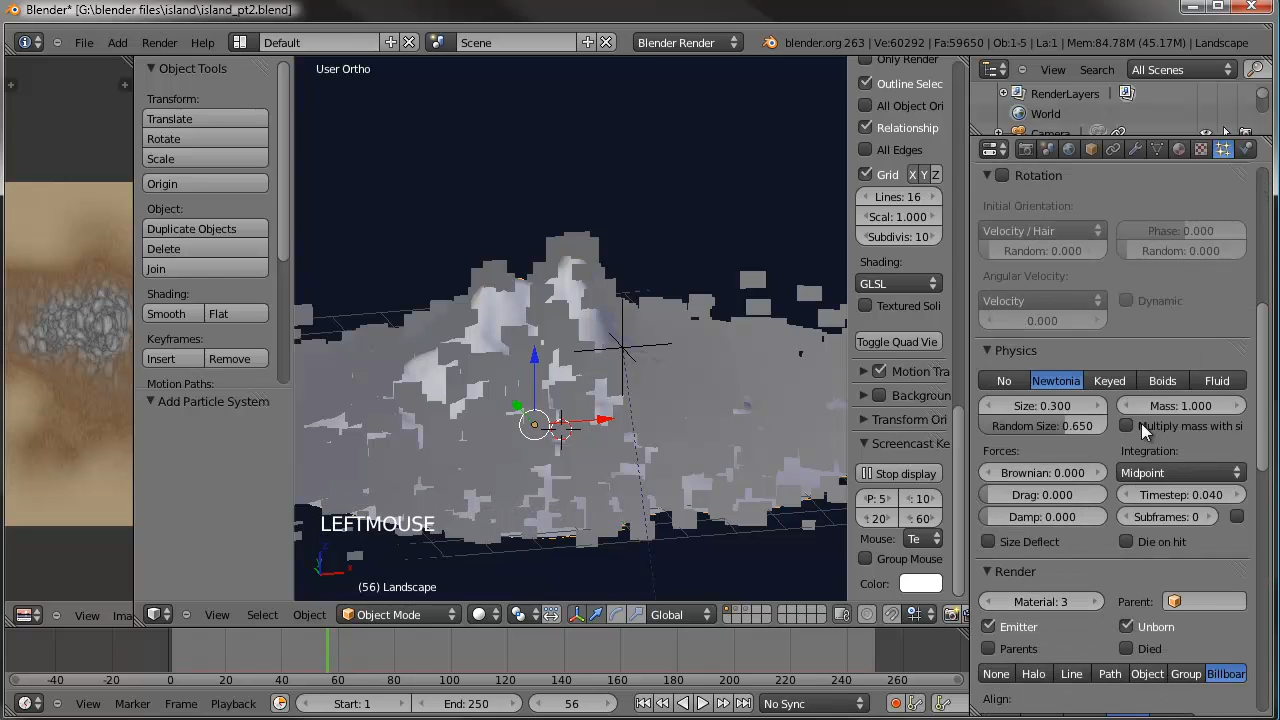 Blender* [G:\blender files\island\island_pt2.blend]
File Add Render Help Default Scene Blender Render blender.org 263 | Ve:60292 | Fa:59650 | Ob:1-5 | La:1 | Mem:84.78M (45.17M) | Landscape
Object Tools
Transform:
Translate
Rotate
Scale
Origin
Object:
Duplicate Objects
Delete
Join
Shading:
Smooth Flat
Keyframes:
Insert Remove
Motion Paths:
Add Particle System
User Ortho
LEFTMOUSE
(56) Landscape
Only Render
Outline Selec
All Object Ori
Relationship
All Edges
Grid X Y Z
Lines: 16
Scal: 1.000
Subdivis: 10
Shading:
GLSL
Textured Soli
Toggle Quad Vie
Motion Tra
Backgroun
Transform Ori
Screencast Ke
Stop display
P: 5 : 10
: 20 : 60
Mouse: Te
Group Mouse
Color:
View Search All Scenes
RenderLayers
World
Camera
Rotation
Initial Orientation:
Velocity / Hair Phase: 0.000
Random: 0.000 Random: 0.000
Angular Velocity:
Velocity Dynamic
0.000
Physics
No Newtonia Keyed Boids Fluid
Size: 0.300 Mass: 1.000
Random Size: 0.650 Multiply mass with si
Forces: Integration:
Brownian: 0.000 Midpoint
Drag: 0.000 Timestep: 0.040
Damp: 0.000 Subframes: 0
Size Deflect Die on hit
Render
Material: 3 Parent:
Emitter Unborn
Parents Died
None Halo Line Path Object Group Billboar
Align:
View Ima View Select Object Object Mode Global
-40 -20 0 20 40 60 80 100 120 140 160 180 200 220 240 260
View Marker Frame Playback Start: 1 End: 250 56 No Sync